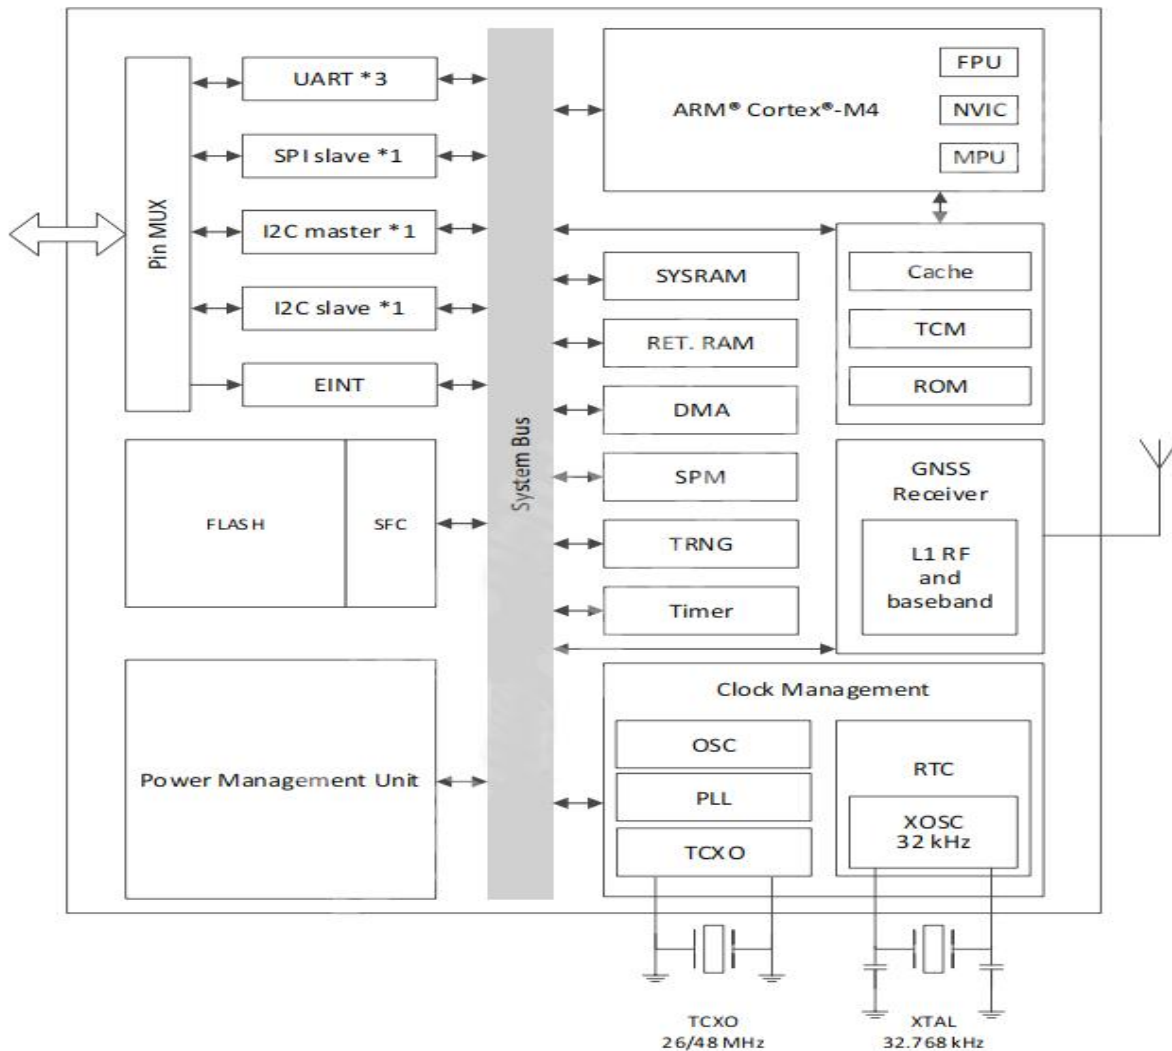 UART *3
SPI slave *1
I2C master *1
I2C slave *1
EINT
Pin MUX
FLASH
SFC
Power Management Unit
System Bus
ARM® Cortex®-M4
FPU
NVIC
MPU
SYSRAM
RET. RAM
DMA
SPM
TRNG
Timer
Cache
TCM
ROM
GNSS
Receiver
L1 RF
and
baseband
Clock Management
OSC
PLL
TCXO
RTC
XOSC
32 kHz
TCXO
26/48 MHz
XTAL
32.768 kHz